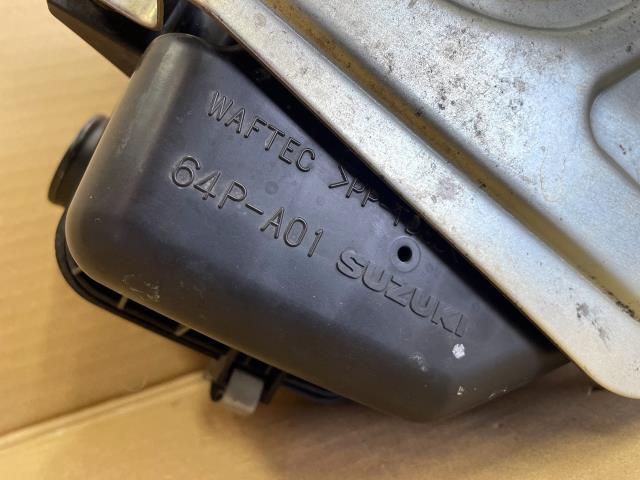 WAFTEC >PP-T
64P-A01 SUZUKI